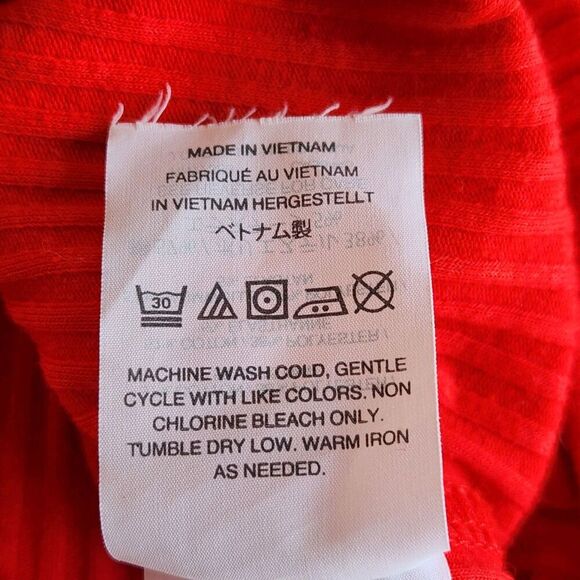 MADE IN VIETNAM
FABRIQUÉ AU VIETNAM
IN VIETNAM HERGESTELLT
ベトナム製
30
MACHINE WASH COLD, GENTLE
CYCLE WITH LIKE COLORS. NON
CHLORINE BLEACH ONLY.
TUMBLE DRY LOW. WARM IRON
AS NEEDED.